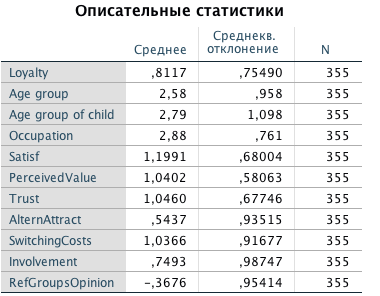 Описательные статистики
Среднее Среднекв. отклонение N
Loyalty ,8117 ,75490 355
Age group 2,58 ,958 355
Age group of child 2,79 1,098 355
Occupation 2,88 ,761 355
Satisf 1,1991 ,68004 355
PerceivedValue 1,0402 ,58063 355
Trust 1,0460 ,67746 355
AlternAttract ,5437 ,93515 355
SwitchingCosts 1,0366 ,91677 355
Involvement ,7493 ,98747 355
RefGroupsOpinion -,3676 ,95414 355